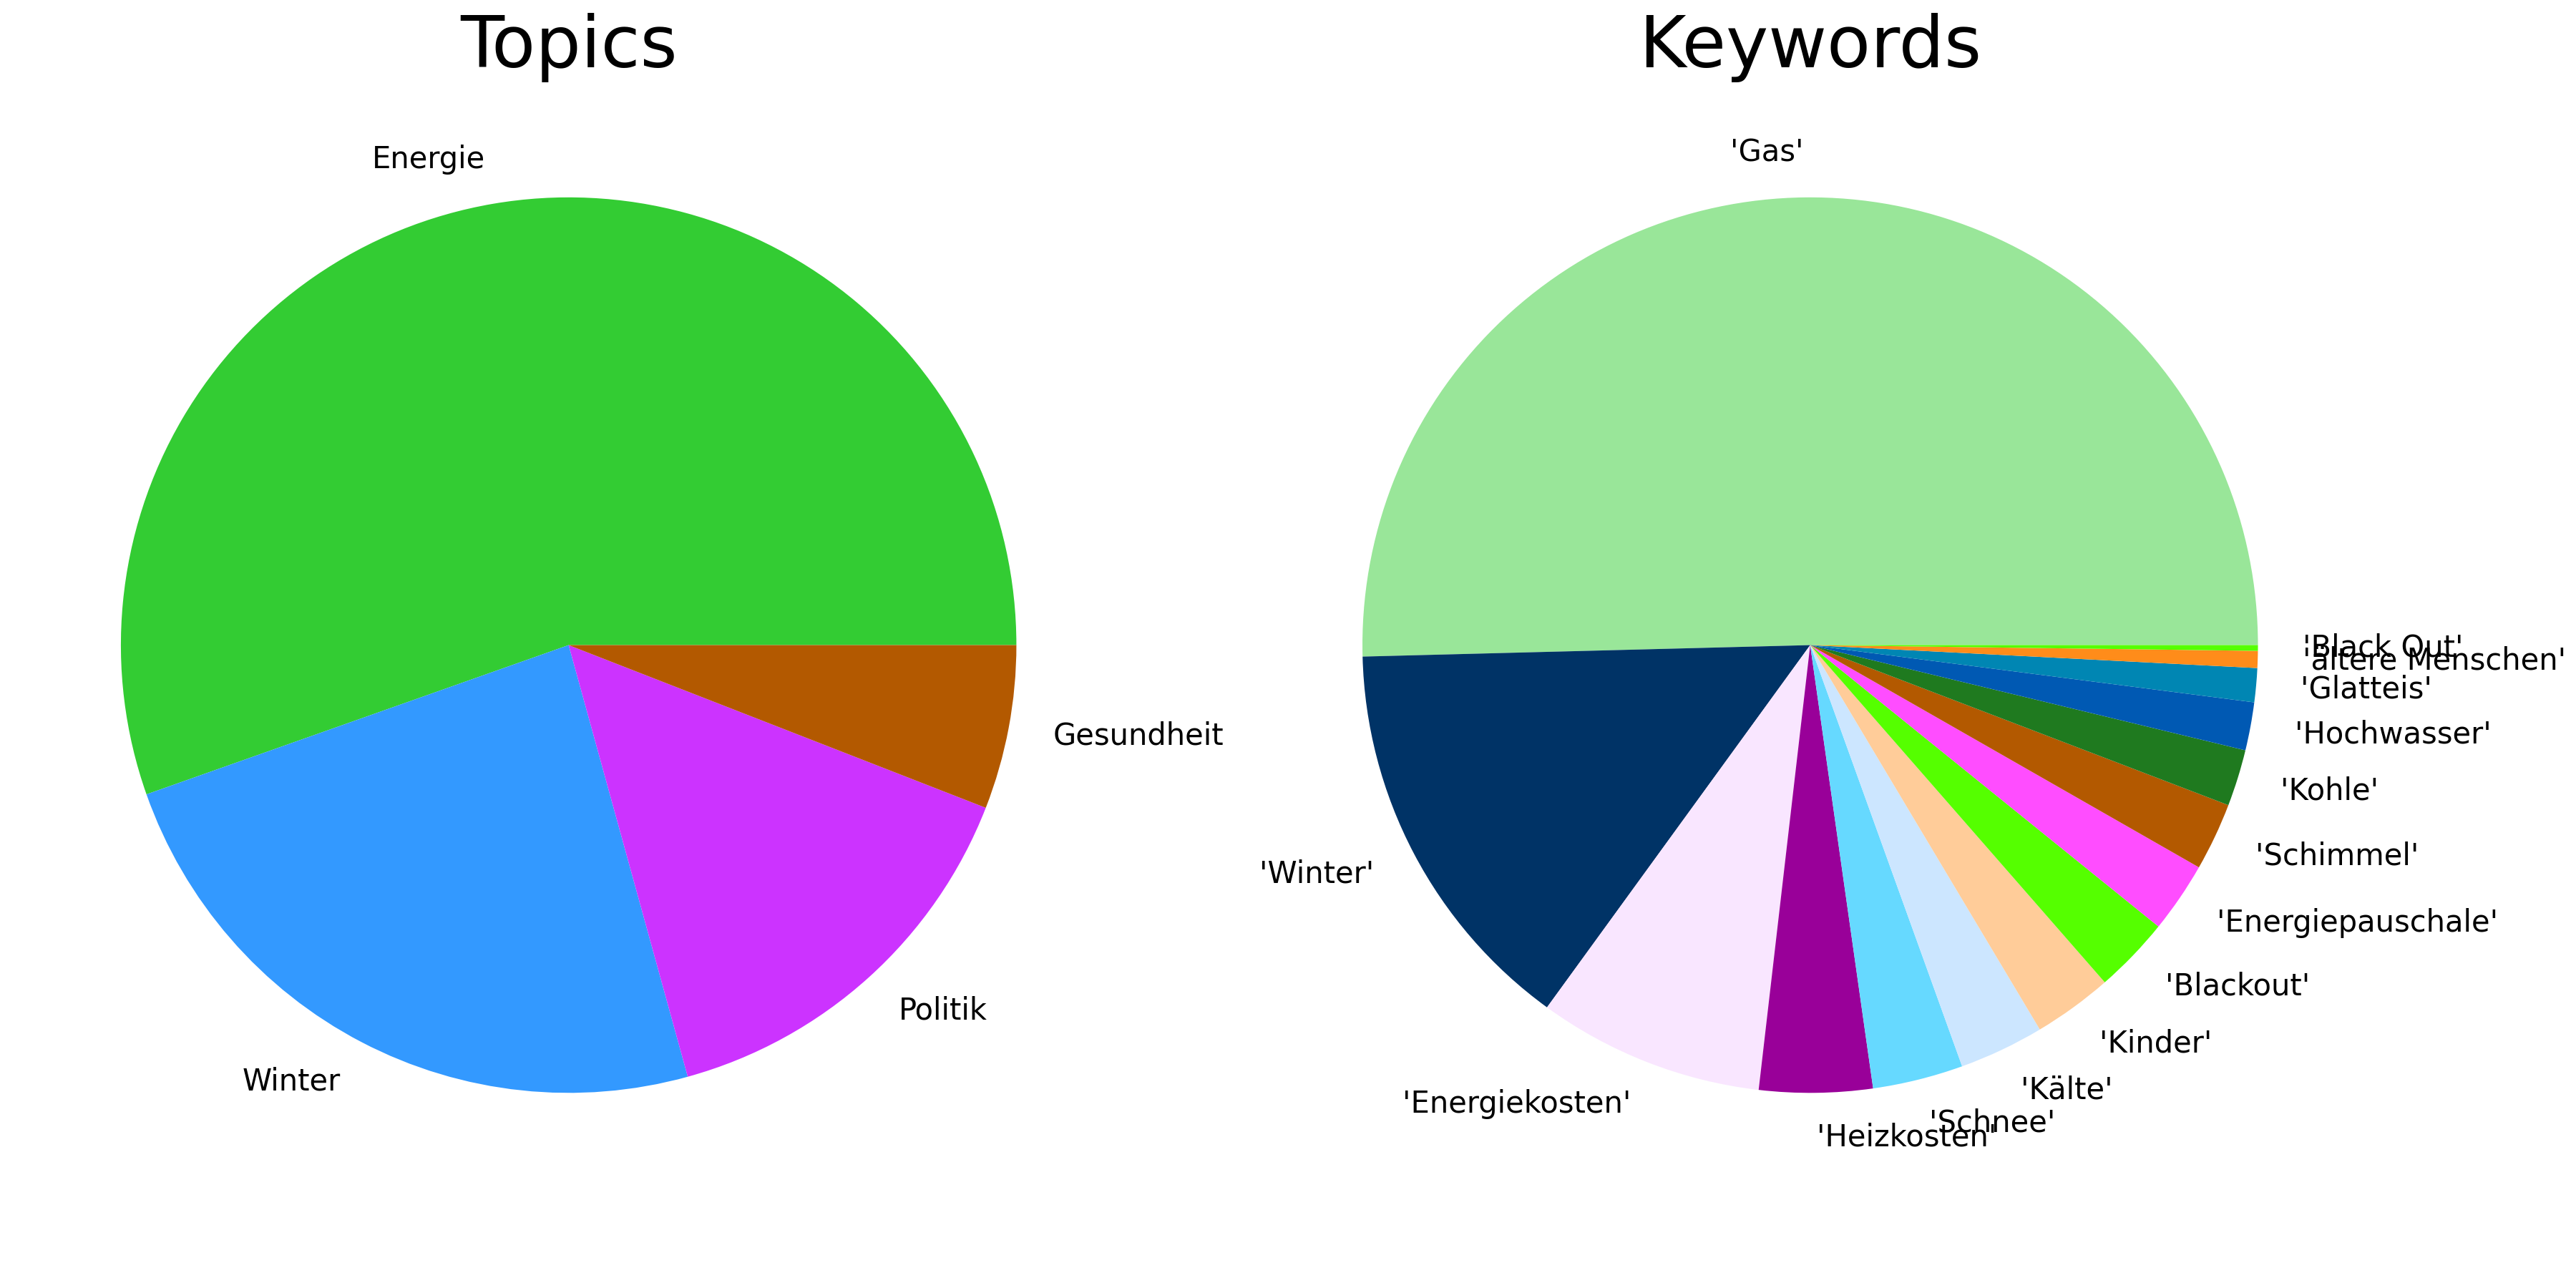 Topics
Energie
Winter
Politik
Gesundheit
Keywords
'Gas'
'Winter'
'Energiekosten'
'Heizkosten'
'Schnee'
'Kälte'
'Kinder'
'Blackout'
'Energiepauschale'
'Schimmel'
'Kohle'
'Hochwasser'
'Glatteis'
'ältere Menschen'
'Black Out'